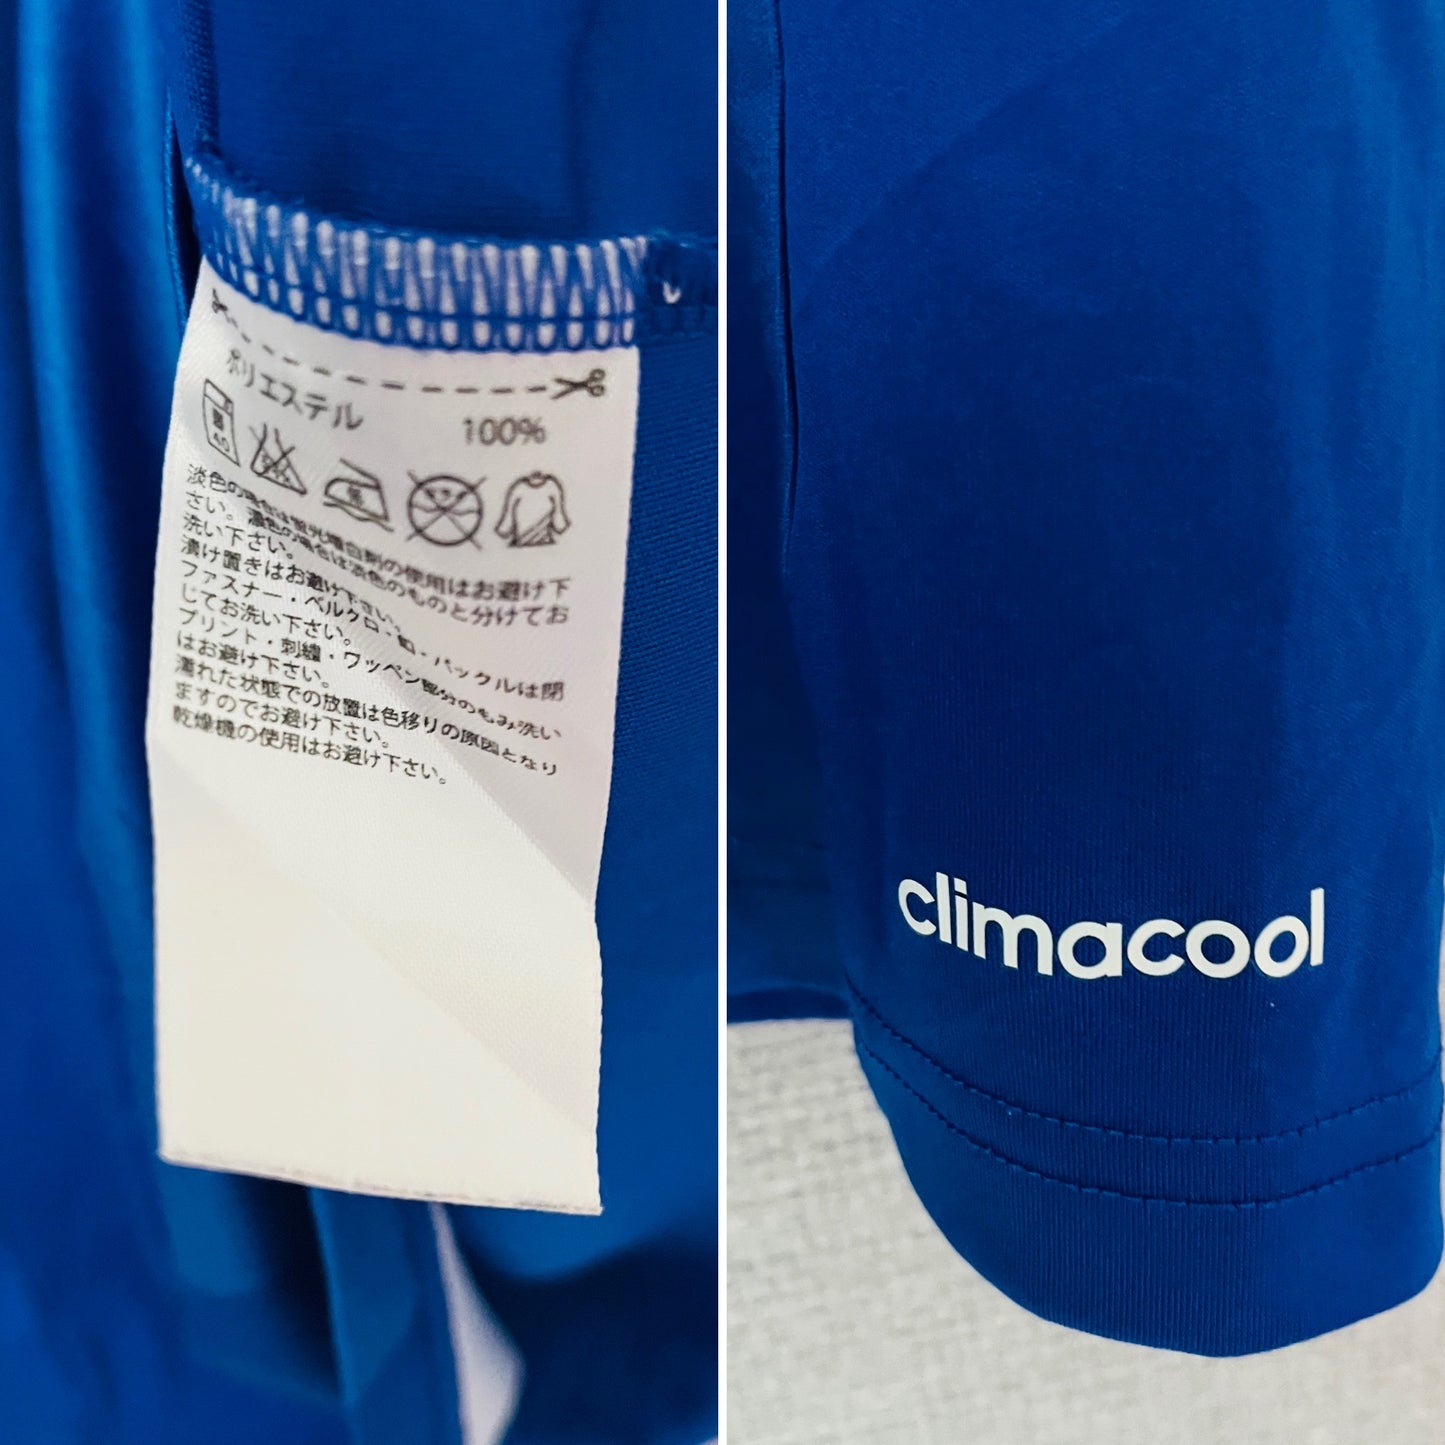 ポリエステル 100%
40
淡色の場合は蛍光増白剤の使用はお避け下
さい。濃色の場合は淡色のものと分けてお
洗い下さい。
漬け置きはお避け下さい。
ファスナー・ベルクロ・釦・バックルは閉
じてお洗い下さい。
プリント・刺繍・ワッペン部分のもみ洗い
はお避け下さい。
濡れた状態での放置は色移りの原因となり
ますのでお避け下さい。
乾燥機の使用はお避け下さい。
climacool